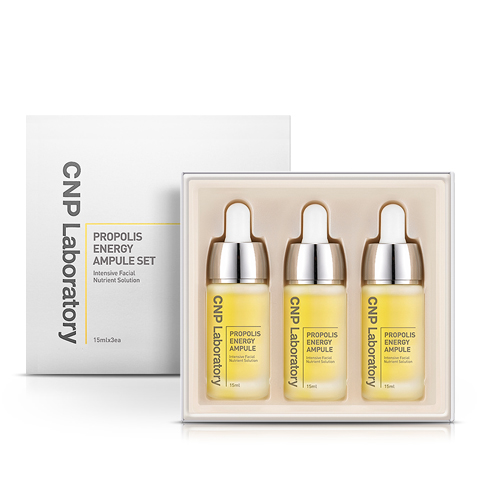 CNP Laboratory
PROPOLIS
ENERGY
AMPULE SET
Intensive Facial
Nutrient Solution
15mlx3ea
CNP Laboratory
PROPOLIS
ENERGY
AMPULE
Intensive Facial
Nutrient Solution
15ml
CNP Laboratory
PROPOLIS
ENERGY
AMPULE
Intensive Facial
Nutrient Solution
15ml
CNP Laboratory
PROPOLIS
ENERGY
AMPULE
Intensive Facial
Nutrient Solution
15ml